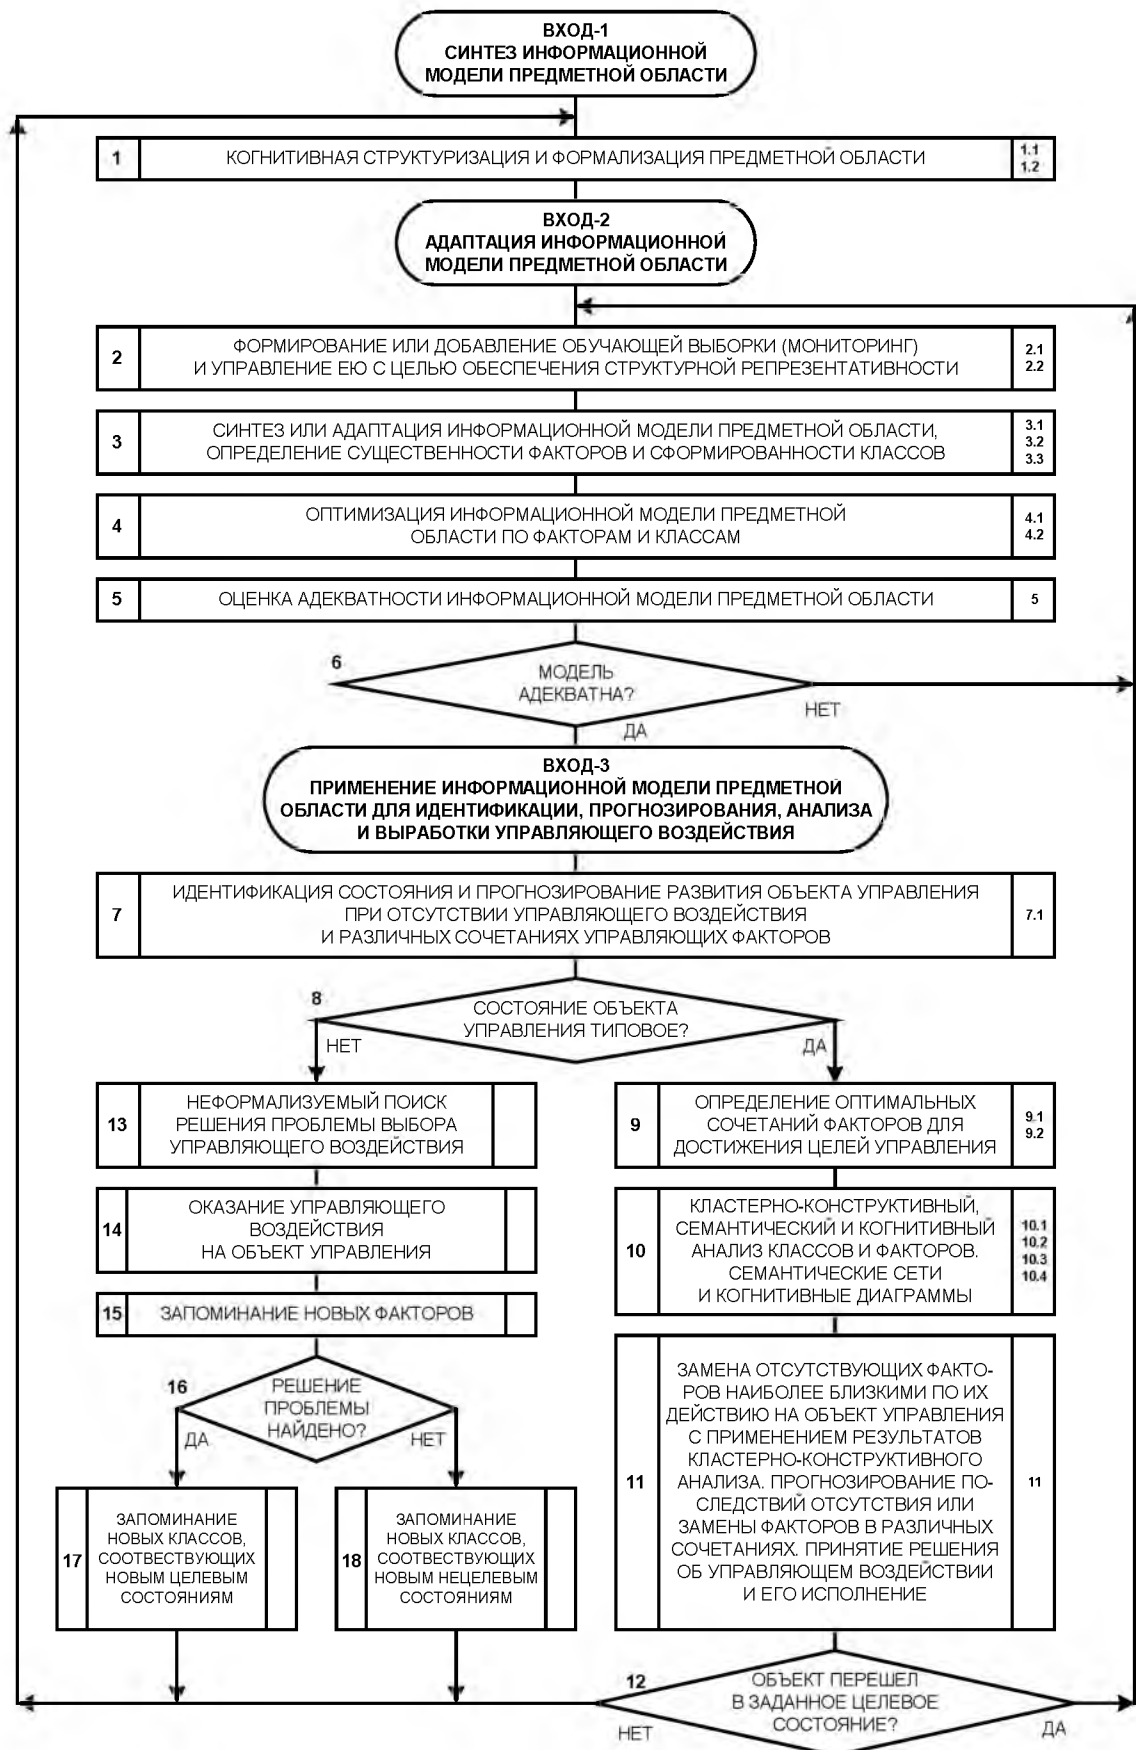 ВХОД-1
СИНТЕЗ ИНФОРМАЦИОННОЙ
МОДЕЛИ ПРЕДМЕТНОЙ ОБЛАСТИ
1
КОГНИТИВНАЯ СТРУКТУРИЗАЦИЯ И ФОРМАЛИЗАЦИЯ ПРЕДМЕТНОЙ ОБЛАСТИ
1.1
1.2
ВХОД-2
АДАПТАЦИЯ ИНФОРМАЦИОННОЙ
МОДЕЛИ ПРЕДМЕТНОЙ ОБЛАСТИ
2
ФОРМИРОВАНИЕ ИЛИ ДОБАВЛЕНИЕ ОБУЧАЮЩЕЙ ВЫБОРКИ (МОНИТОРИНГ)
И УПРАВЛЕНИЕ ЕЮ С ЦЕЛЬЮ ОБЕСПЕЧЕНИЯ СТРУКТУРНОЙ РЕПРЕЗЕНТАТИВНОСТИ
2.1
2.2
3
СИНТЕЗ ИЛИ АДАПТАЦИЯ ИНФОРМАЦИОННОЙ МОДЕЛИ ПРЕДМЕТНОЙ ОБЛАСТИ,
ОПРЕДЕЛЕНИЕ СУЩЕСТВЕННОСТИ ФАКТОРОВ И СФОРМИРОВАННОСТИ КЛАССОВ
3.1
3.2
3.3
4
ОПТИМИЗАЦИЯ ИНФОРМАЦИОННОЙ МОДЕЛИ ПРЕДМЕТНОЙ
ОБЛАСТИ ПО ФАКТОРАМ И КЛАССАМ
4.1
4.2
5
ОЦЕНКА АДЕКВАТНОСТИ ИНФОРМАЦИОННОЙ МОДЕЛИ ПРЕДМЕТНОЙ ОБЛАСТИ
5
6
МОДЕЛЬ
АДЕКВАТНА?
НЕТ
ДА
ВХОД-3
ПРИМЕНЕНИЕ ИНФОРМАЦИОННОЙ МОДЕЛИ ПРЕДМЕТНОЙ
ОБЛАСТИ ДЛЯ ИДЕНТИФИКАЦИИ, ПРОГНОЗИРОВАНИЯ, АНАЛИЗА
И ВЫРАБОТКИ УПРАВЛЯЮЩЕГО ВОЗДЕЙСТВИЯ
7
ИДЕНТИФИКАЦИЯ СОСТОЯНИЯ И ПРОГНОЗИРОВАНИЕ РАЗВИТИЯ ОБЪЕКТА УПРАВЛЕНИЯ
ПРИ ОТСУТСТВИИ УПРАВЛЯЮЩЕГО ВОЗДЕЙСТВИЯ
И РАЗЛИЧНЫХ СОЧЕТАНИЯХ УПРАВЛЯЮЩИХ ФАКТОРОВ
7.1
8
СОСТОЯНИЕ ОБЪЕКТА
УПРАВЛЕНИЯ ТИПОВОЕ?
НЕТ
ДА
13
НЕФОРМАЛИЗУЕМЫЙ ПОИСК
РЕШЕНИЯ ПРОБЛЕМЫ ВЫБОРА
УПРАВЛЯЮЩЕГО ВОЗДЕЙСТВИЯ
14
ОКАЗАНИЕ УПРАВЛЯЮЩЕГО
ВОЗДЕЙСТВИЯ
НА ОБЪЕКТ УПРАВЛЕНИЯ
15
ЗАПОМИНАНИЕ НОВЫХ ФАКТОРОВ
16
РЕШЕНИЕ
ПРОБЛЕМЫ
НАЙДЕНО?
ДА
НЕТ
17
ЗАПОМИНАНИЕ
НОВЫХ КЛАССОВ,
СООТВЕСТВУЮЩИХ
НОВЫМ ЦЕЛЕВЫМ
СОСТОЯНИЯМ
18
ЗАПОМИНАНИЕ
НОВЫХ КЛАССОВ,
СООТВЕСТВУЮЩИХ
НОВЫМ НЕЦЕЛЕВЫМ
СОСТОЯНИЯМ
9
ОПРЕДЕЛЕНИЕ ОПТИМАЛЬНЫХ
СОЧЕТАНИЙ ФАКТОРОВ ДЛЯ
ДОСТИЖЕНИЯ ЦЕЛЕЙ УПРАВЛЕНИЯ
9.1
9.2
10
КЛАСТЕРНО-КОНСТРУКТИВНЫЙ,
СЕМАНТИЧЕСКИЙ И КОГНИТИВНЫЙ
АНАЛИЗ КЛАССОВ И ФАКТОРОВ.
СЕМАНТИЧЕСКИЕ СЕТИ
И КОГНИТИВНЫЕ ДИАГРАММЫ
10.1
10.2
10.3
10.4
11
ЗАМЕНА ОТСУТСТВУЮЩИХ ФАКТО-
РОВ НАИБОЛЕЕ БЛИЗКИМИ ПО ИХ
ДЕЙСТВИЮ НА ОБЪЕКТ УПРАВЛЕНИЯ
С ПРИМЕНЕНИЕМ РЕЗУЛЬТАТОВ
КЛАСТЕРНО-КОНСТРУКТИВНОГО
АНАЛИЗА. ПРОГНОЗИРОВАНИЕ ПО-
СЛЕДСТВИЙ ОТСУТСТВИЯ ИЛИ
ЗАМЕНЫ ФАКТОРОВ В РАЗЛИЧНЫХ
СОЧЕТАНИЯХ. ПРИНЯТИЕ РЕШЕНИЯ
ОБ УПРАВЛЯЮЩЕМ ВОЗДЕЙСТВИИ
И ЕГО ИСПОЛНЕНИЕ
11
12
ОБЪЕКТ ПЕРЕШЕЛ
В ЗАДАННОЕ ЦЕЛЕВОЕ
СОСТОЯНИЕ?
НЕТ
ДА